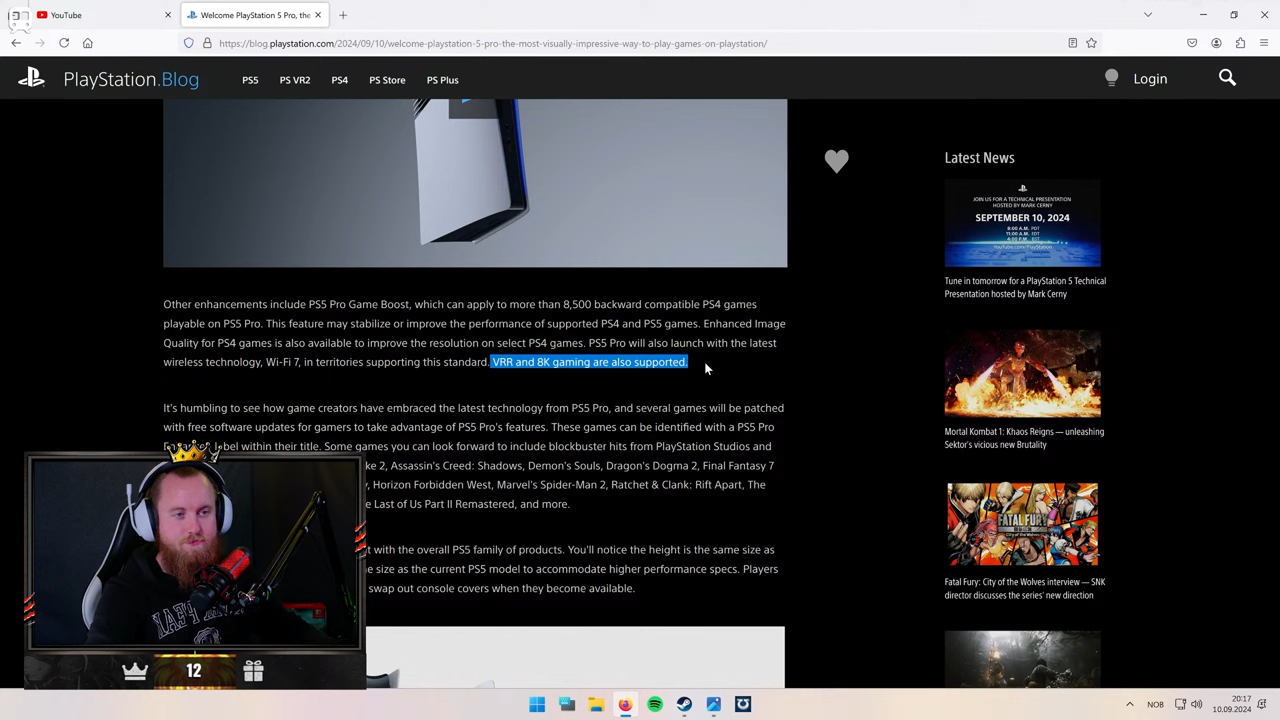 YouTube
Welcome PlayStation 5 Pro, the
https://blog.playstation.com/2024/09/10/welcome-playstation-5-pro-the-most-visually-impressive-way-to-play-games-on-playstation/
PlayStation.Blog
PS5
PS VR2
PS4
PS Store
PS Plus
Login
Other enhancements include PS5 Pro Game Boost, which can apply to more than 8,500 backward compatible PS4 games
playable on PS5 Pro. This feature may stabilize or improve the performance of supported PS4 and PS5 games. Enhanced Image
Quality for PS4 games is also available to improve the resolution on select PS4 games. PS5 Pro will also launch with the latest
wireless technology, Wi-Fi 7, in territories supporting this standard. VRR and 8K gaming are also supported.
It's humbling to see how game creators have embraced the latest technology from PS5 Pro, and several games will be patched
with free software updates for gamers to take advantage of PS5 Pro's features. These games can be identified with a PS5 Pro
label within their title. Some games you can look forward to include blockbuster hits from PlayStation Studios and
ke 2, Assassin's Creed: Shadows, Demon's Souls, Dragon's Dogma 2, Final Fantasy 7
Horizon Forbidden West, Marvel's Spider-Man 2, Ratchet & Clank: Rift Apart, The
Last of Us Part II Remastered, and more.
t with the overall PS5 family of products. You'll notice the height is the same size as
size as the current PS5 model to accommodate higher performance specs. Players
swap out console covers when they become available.
Latest News
JOIN US FOR A TECHNICAL PRESENTATION
HOSTED BY MARK CERNY
SEPTEMBER 10, 2024
8:00 A.M. PDT
11:00 A.M. EDT
4:00 P.M. BST
Tune in tomorrow for a PlayStation 5 Technical
Presentation hosted by Mark Cerny
Mortal Kombat 1: Khaos Reigns — unleashing
Sektor's vicious new Brutality
FATAL FURY
City of the Wolves
Fatal Fury: City of the Wolves interview — SNK
director discusses the series' new direction
12
NOB
20:17
10.09.2024